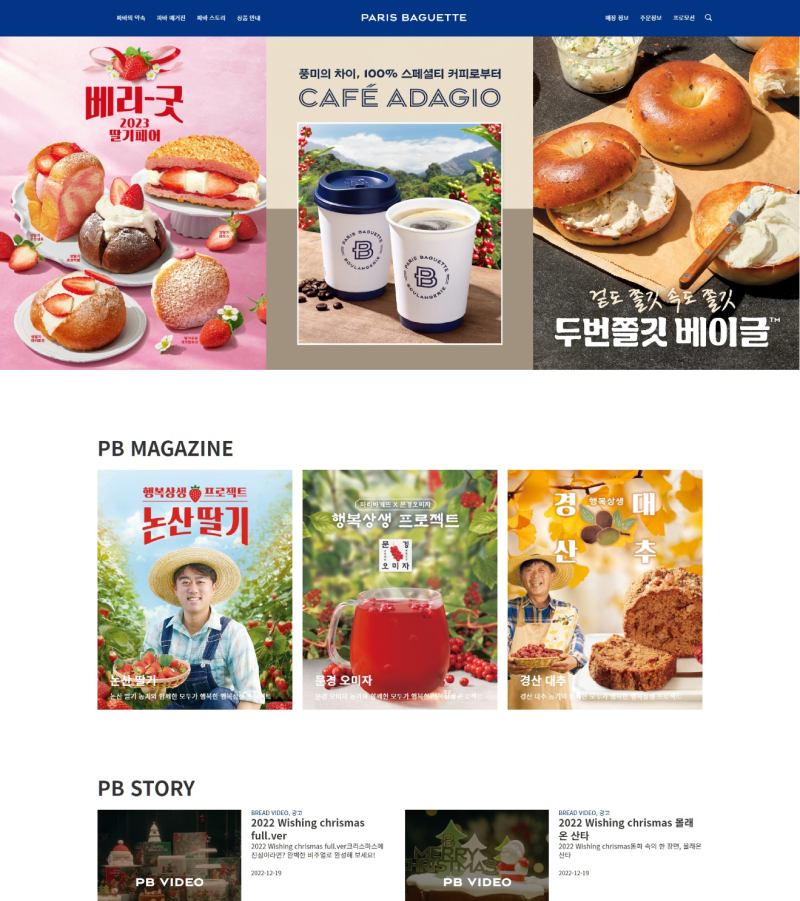 파바의 약속 파바 매거진 파바 스토리 상품 안내
PARIS BAGUETTE
매장 정보 주문정보 프로모션
베리-굿
2023
딸기페어
풍미의 차이, 100% 스페셜티 커피로부터
CAFÉ ADAGIO
PARIS BAGUETTE
B
BOULANGERIE
PARIS BAGUETTE
B
BOULANGERIE
겉도 쫄깃 속도 쫄깃
두번쫄깃 베이글™
PB MAGAZINE
행복상생 프로젝트
논산딸기
논산 딸기
논산 딸기 농가와 함께한 모두가 행복한 행복상생 프로젝트
파리바게뜨 X 문경오미자
행복상생 프로젝트
문경
오미자
문경 오미자
문경 오미자 농가와 함께한 모두가 행복한 행복상생 프로젝트
경산
행복상생
대추
경산 대추
경산 대추 농가와 함께한 모두가 행복한 행복상생 프로젝트
PB STORY
PB VIDEO
BREAD VIDEO, 광고
2022 Wishing chrismas
full.ver
2022 Wishing chrismas full.ver크리스마스에
진심이라면? 완벽한 비주얼로 완성해 보세요!
2022-12-19
MERRY
CHRISTMAS
PB VIDEO
BREAD VIDEO, 광고
2022 Wishing chrismas 몰래
온 산타
2022 Wishing chrismas동화 속의 한 장면, 몰래온
산타
2022-12-19